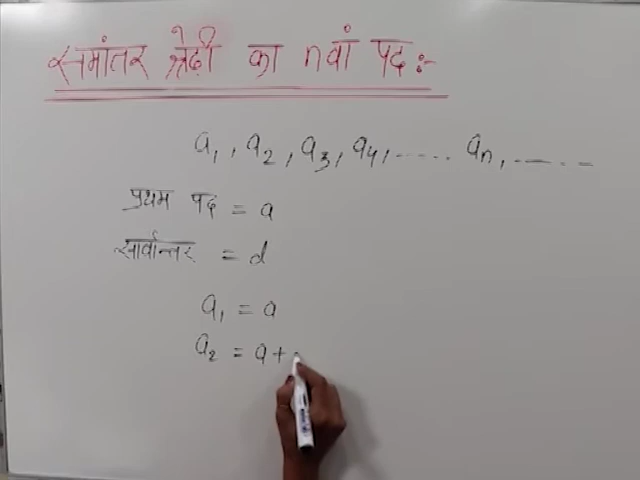 समांतर श्रेढ़ी का nवां पद :-
a₁, a₂, a₃, a₄, ..... aₙ, .....
प्रथम पद = a
सार्वान्तर = d
a₁ = a
a₂ = a +